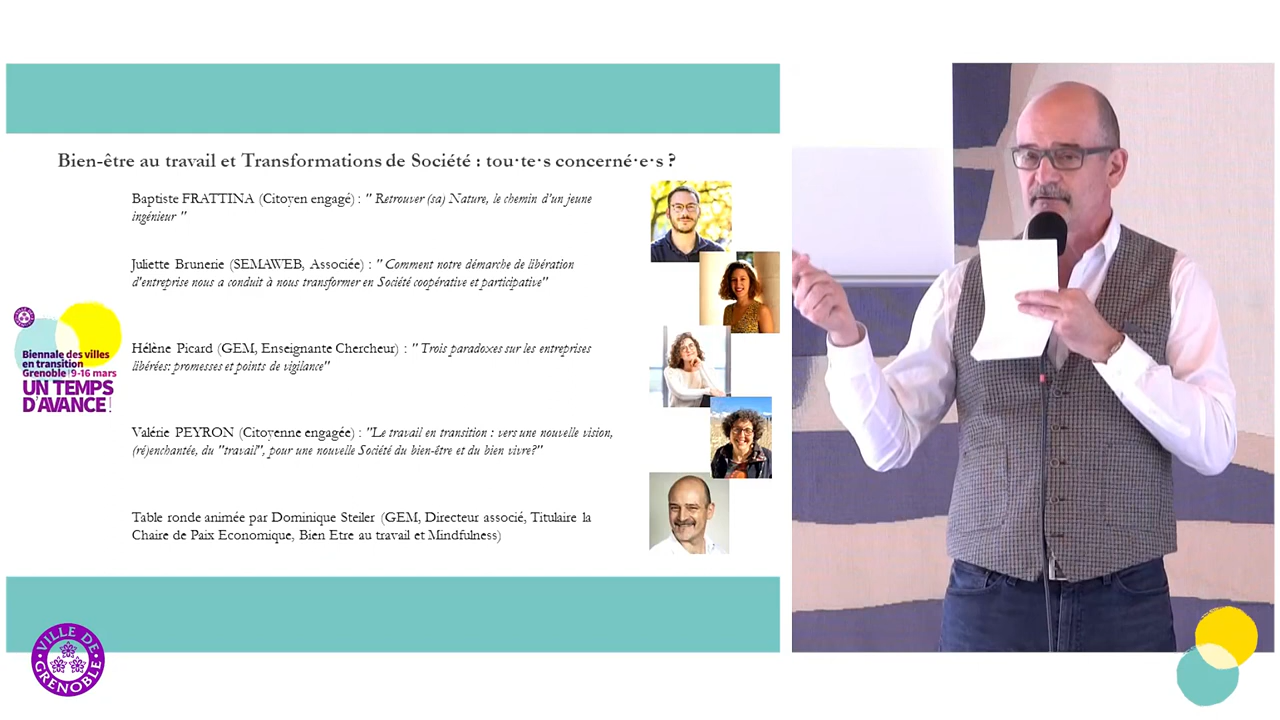 Bien-être au travail et Transformations de Société : tou·te·s concerné·e·s ?
Baptiste FRATTINA (Citoyen engagé) : " Retrouver (sa) Nature, le chemin d'un jeune
ingénieur "
Juliette Brunerie (SEMAWEB, Associée) : " Comment notre démarche de libération
d'entreprise nous a conduit à nous transformer en Société coopérative et participative"
Hélène Picard (GEM, Enseignante Chercheur) : " Trois paradoxes sur les entreprises
libérées promesses et points de vigilance"
Valérie PEYRON (Citoyenne engagée) : "Le travail en transition : vers une nouvelle vision,
(ré)enchantée, du "travail", pour une nouvelle Société du bien-être et du bien vivre?"
Table ronde animée par Dominique Steiler (GEM, Directeur associé, Titulaire la
Chaire de Paix Economique, Bien Etre au travail et Mindfulness)
Biennale des villes
en transition
Grenoble 9-16 mars
UN TEMPS
D'AVANCE!
VILLE DE
GRENOBLE